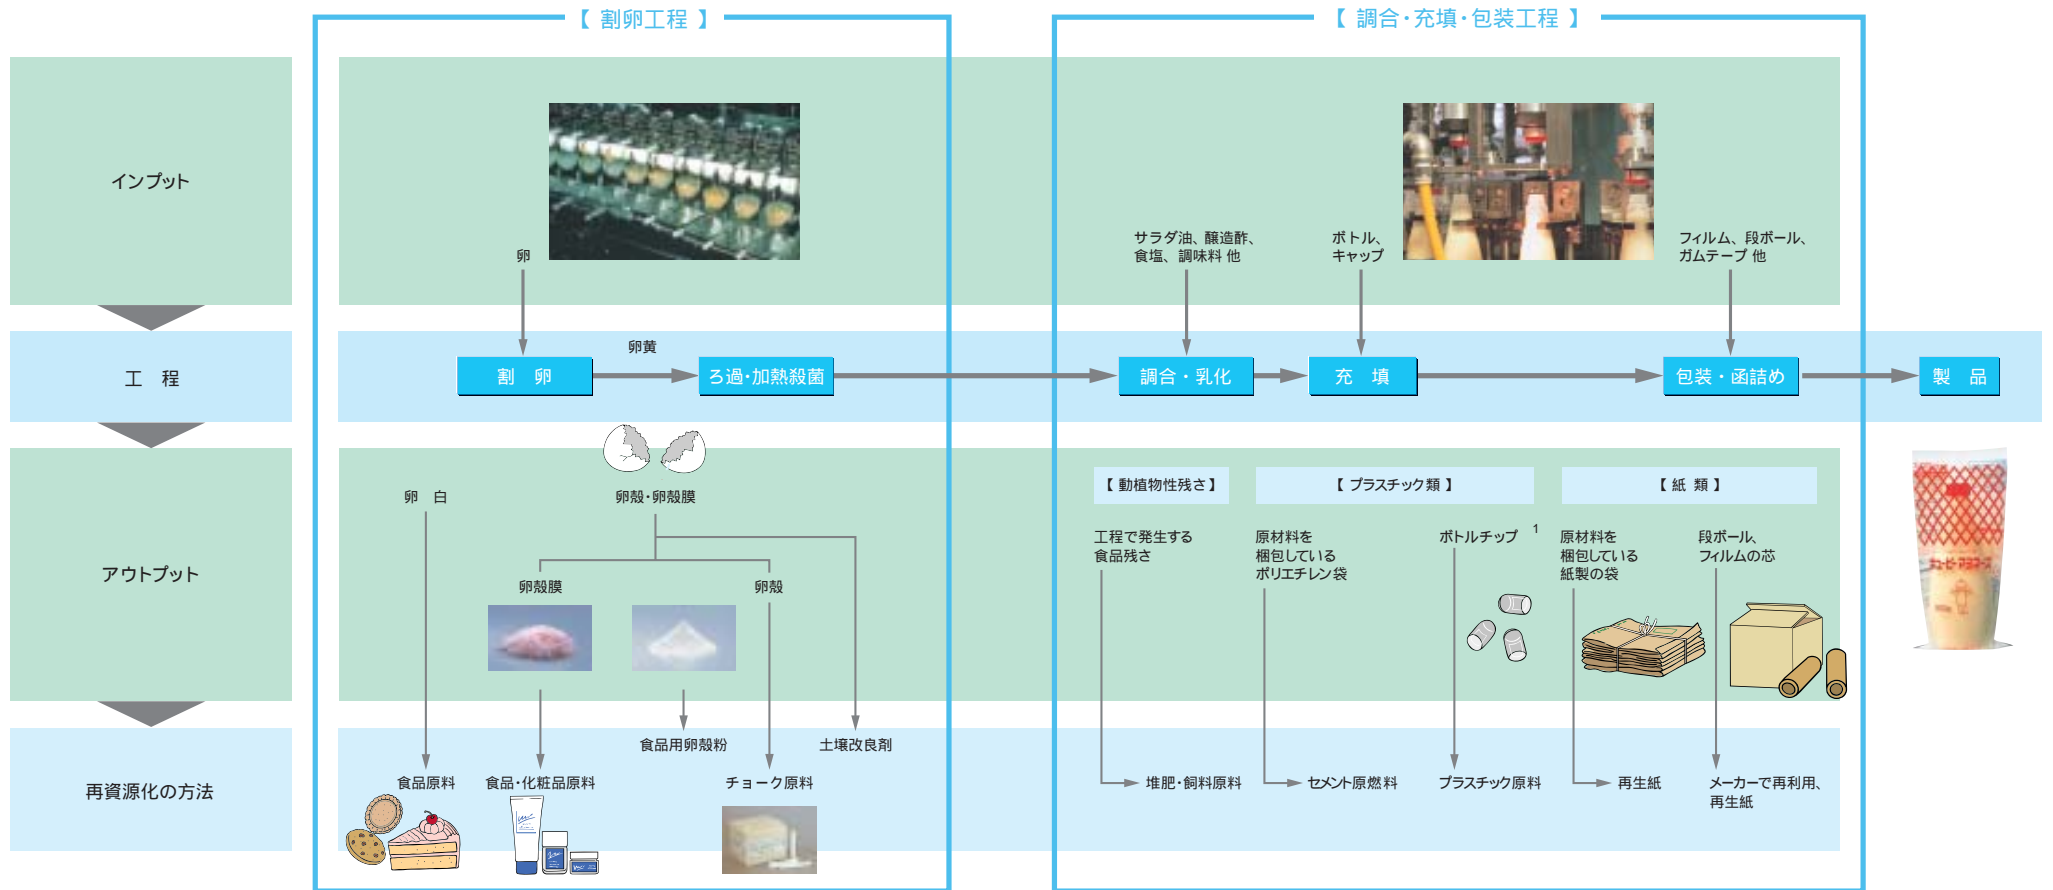 【 割卵工程 】
【 調合・充填・包装工程 】
インプット
卵
サラダ油、醸造酢、
食塩、調味料 他
ボトル、
キャップ
フィルム、段ボール、
ガムテープ 他
工 程
割 卵
卵黄
ろ過・加熱殺菌
調合・乳化
充 填
包装・函詰め
製 品
アウトプット
卵 白
卵殻・卵殻膜
卵殻膜
卵殻
【 動植物性残さ 】
【 プラスチック類 】
【 紙 類 】
工程で発生する
食品残さ
原材料を
梱包している
ポリエチレン袋
ボトルチップ 1
原材料を
梱包している
紙製の袋
段ボール、
フィルムの芯
キユーピー マヨネーズ
再資源化の方法
食品原料
食品・化粧品原料
食品用卵殻粉
チョーク原料
土壌改良剤
堆肥・飼料原料
セメント原燃料
プラスチック原料
再生紙
メーカーで再利用、
再生紙